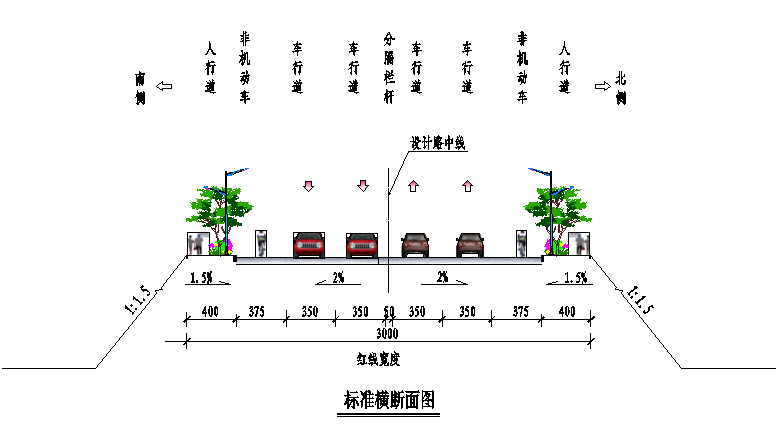 南侧
人行道
非机动车
车行道
车行道
分隔栏杆
车行道
车行道
非机动车
人行道
北侧
设计路中线
1.5% 2% 2% 1.5%
1:1.5 1:1.5
400 375 350 350 50 350 350 375 400
3000
红线宽度
标准横断面图